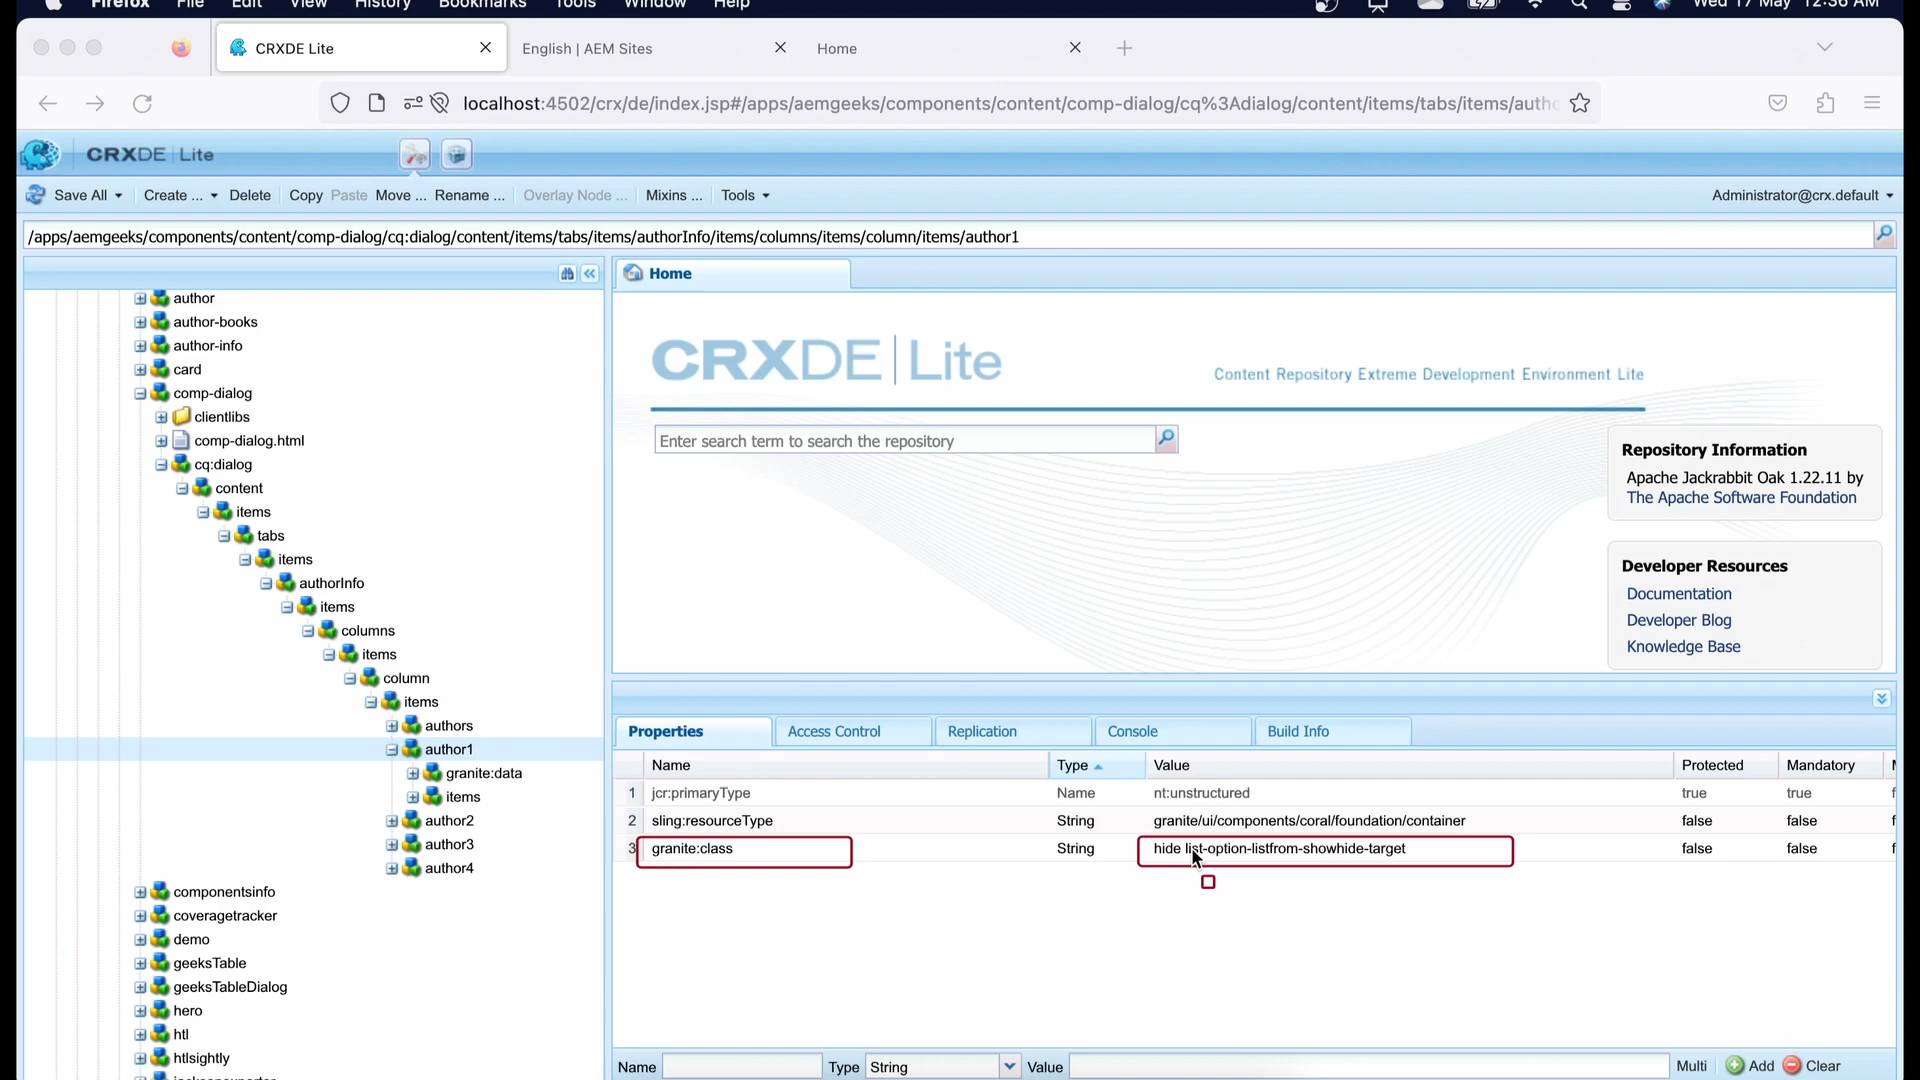 Firefox File Edit View History Bookmarks Tools Window Help Wed 17 May 12:36 AM
CRXDE Lite
English | AEM Sites
Home
localhost:4502/crx/de/index.jsp#/apps/aemgeeks/components/content/comp-dialog/cq%3Adialog/content/items/tabs/items/autho
CRXDE | Lite
Save All Create ... Delete Copy Paste Move ... Rename ... Overlay Node ... Mixins ... Tools Administrator@crx.default
/apps/aemgeeks/components/content/comp-dialog/cq:dialog/content/items/tabs/items/authorInfo/items/columns/items/column/items/author1
author
author-books
author-info
card
comp-dialog
clientlibs
comp-dialog.html
cq:dialog
content
items
tabs
items
authorInfo
items
columns
items
column
items
authors
author1
granite:data
items
author2
author3
author4
componentsinfo
coveragetracker
demo
geeksTable
geeksTableDialog
hero
htl
htlsightly
Home
CRXDE | Lite
Content Repository Extreme Development Environment Lite
Enter search term to search the repository
Repository Information
Apache Jackrabbit Oak 1.22.11 by
The Apache Software Foundation
Developer Resources
Documentation
Developer Blog
Knowledge Base
Properties Access Control Replication Console Build Info
Name Type Value Protected Mandatory
1 jcr:primaryType Name nt:unstructured true true
2 sling:resourceType String granite/ui/components/coral/foundation/container false false
3 granite:class String hide list-option-listfrom-showhide-target false false
Name Type String Value Multi Add Clear